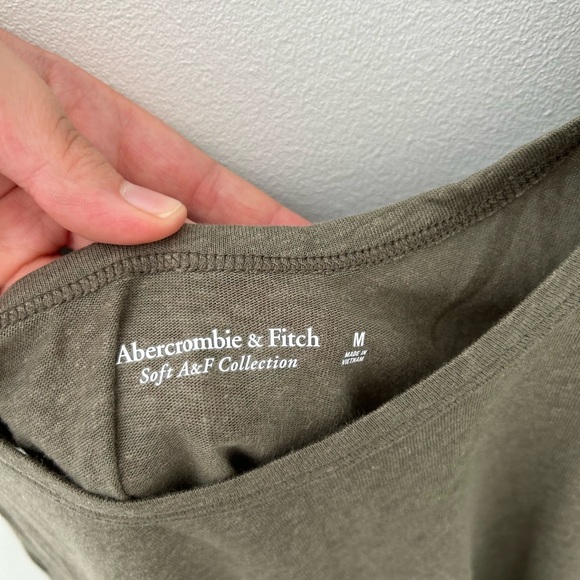 Abercrombie & Fitch
Soft A&F Collection
M
MADE IN
VIETNAM